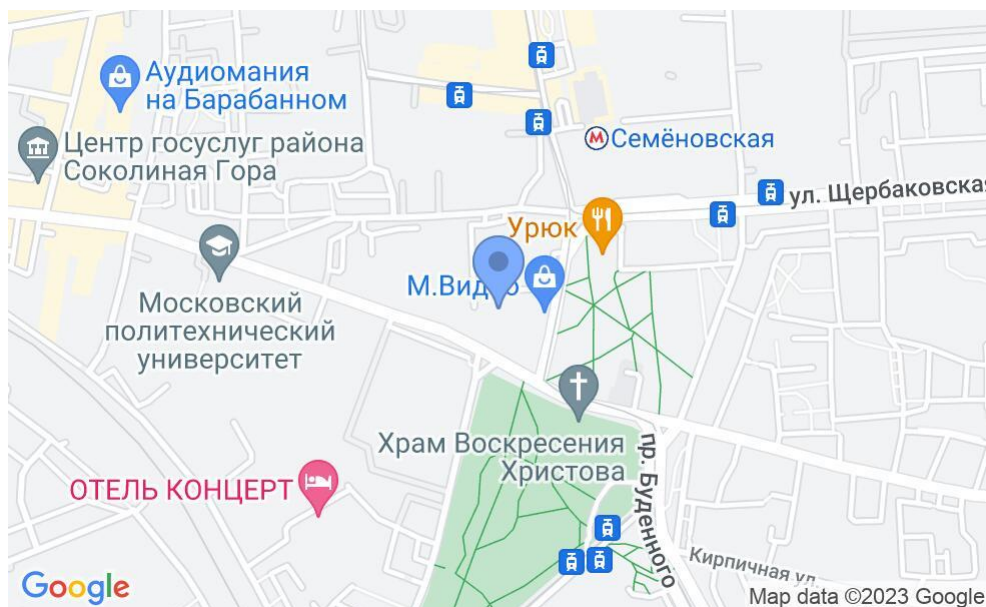 Аудиомания
на Барабанном
Семёновская
Центр госуслуг района
Соколиная Гора
ул. Щербаковская
Урюк
М.Видео
Московский
политехнический
университет
Храм Воскресения
Христова
пр. Буденного
ОТЕЛЬ КОНЦЕРТ
Кирпичная ул.
Google
Map data ©2023 Google